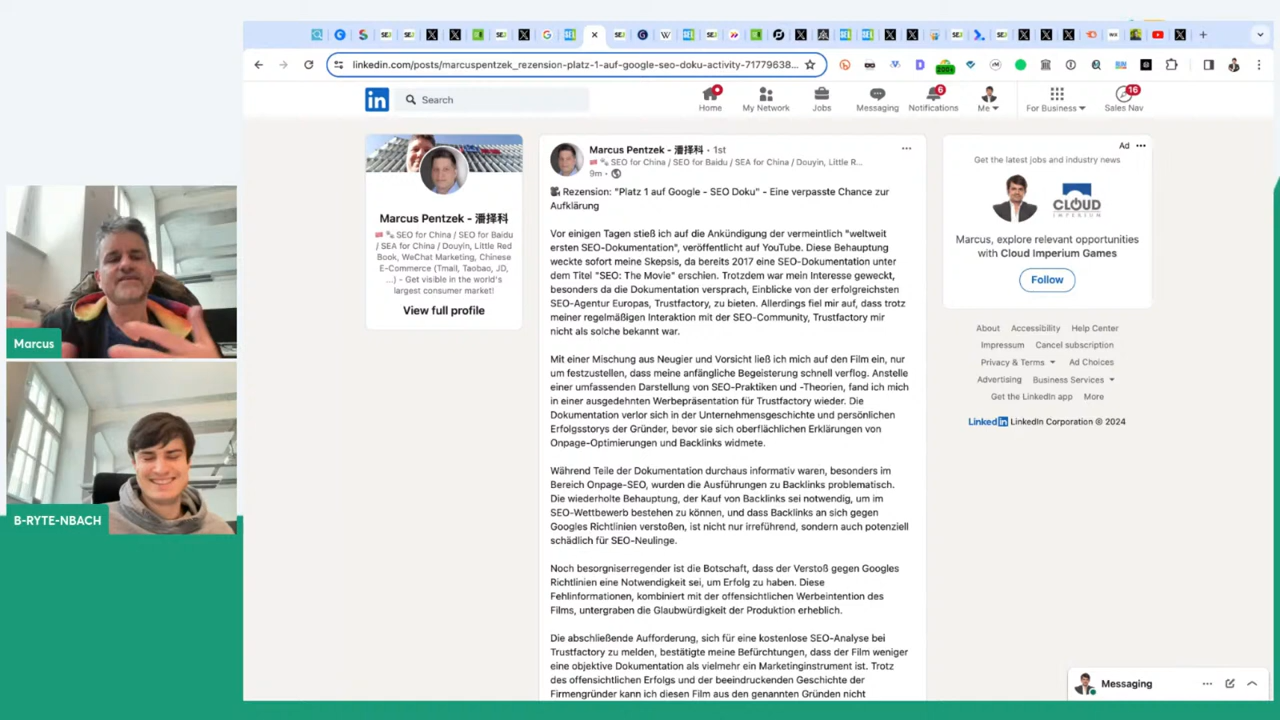 linkedin.com/posts/marcuspentzek_rezension-platz-1-auf-google-seo-doku-activity-71779638...
200+
in
Search
Home
My Network
Jobs
Messaging
6
Notifications
Me
For Business
16
Sales Nav
Marcus Pentzek - 潘择科
SEO for China / SEO for Baidu
/ SEA for China / Douyin, Little Red
Book, WeChat Marketing, Chinese
E-Commerce (Tmall, Taobao, JD,
...) - Get visible in the world's
largest consumer market!
View full profile
Marcus Pentzek - 潘择科 • 1st
SEO for China / SEO for Baidu / SEA for China / Douyin, Little R...
9m •
Rezension: "Platz 1 auf Google - SEO Doku" - Eine verpasste Chance zur
Aufklärung
Vor einigen Tagen stieß ich auf die Ankündigung der vermeintlich "weltweit
ersten SEO-Dokumentation", veröffentlicht auf YouTube. Diese Behauptung
weckte sofort meine Skepsis, da bereits 2017 eine SEO-Dokumentation unter
dem Titel "SEO: The Movie" erschien. Trotzdem war mein Interesse geweckt,
besonders da die Dokumentation versprach, Einblicke von der erfolgreichsten
SEO-Agentur Europas, Trustfactory, zu bieten. Allerdings fiel mir auf, dass trotz
meiner regelmäßigen Interaktion mit der SEO-Community, Trustfactory mir
nicht als solche bekannt war.
Mit einer Mischung aus Neugier und Vorsicht ließ ich mich auf den Film ein, nur
um festzustellen, dass meine anfängliche Begeisterung schnell verflog. Anstelle
einer umfassenden Darstellung von SEO-Praktiken und -Theorien, fand ich mich
in einer ausgedehnten Werbepräsentation für Trustfactory wieder. Die
Dokumentation verlor sich in der Unternehmensgeschichte und persönlichen
Erfolgsstorys der Gründer, bevor sie sich oberflächlichen Erklärungen von
Onpage-Optimierungen und Backlinks widmete.
Während Teile der Dokumentation durchaus informativ waren, besonders im
Bereich Onpage-SEO, wurden die Ausführungen zu Backlinks problematisch.
Die wiederholte Behauptung, der Kauf von Backlinks sei notwendig, um im
SEO-Wettbewerb bestehen zu können, und dass Backlinks an sich gegen
Googles Richtlinien verstoßen, ist nicht nur irreführend, sondern auch potenziell
schädlich für SEO-Neulinge.
Noch besorgniserregender ist die Botschaft, dass der Verstoß gegen Googles
Richtlinien eine Notwendigkeit sei, um Erfolg zu haben. Diese
Fehlinformationen, kombiniert mit der offensichtlichen Werbeintention des
Films, untergraben die Glaubwürdigkeit der Produktion erheblich.
Die abschließende Aufforderung, sich für eine kostenlose SEO-Analyse bei
Trustfactory zu melden, bestätigte meine Befürchtungen, dass der Film weniger
eine objektive Dokumentation als vielmehr ein Marketinginstrument ist. Trotz
des offensichtlichen Erfolgs und der beeindruckenden Geschichte der
Firmengründer kann ich diesen Film aus den genannten Gründen nicht
Ad
Get the latest jobs and industry news
CLOUD
IMPERIUM
Marcus, explore relevant opportunities
with Cloud Imperium Games
Follow
About Accessibility Help Center
Impressum Cancel subscription
Privacy & Terms Ad Choices
Advertising Business Services
Get the LinkedIn app More
LinkedIn LinkedIn Corporation © 2024
Messaging
Marcus
B-RYTE-NBACH